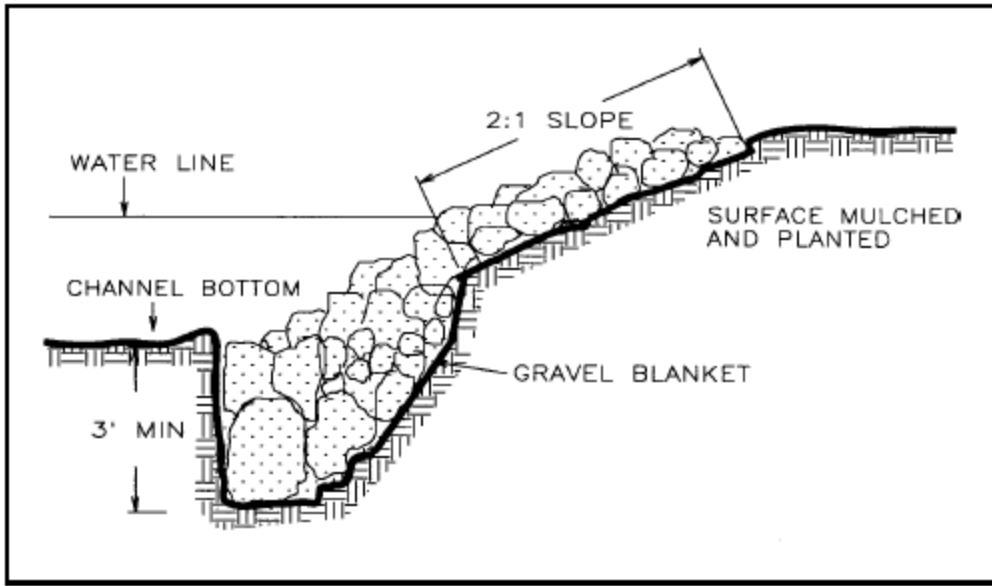 2:1 SLOPE
WATER LINE
SURFACE MULCHED
AND PLANTED
CHANNEL BOTTOM
GRAVEL BLANKET
3' MIN